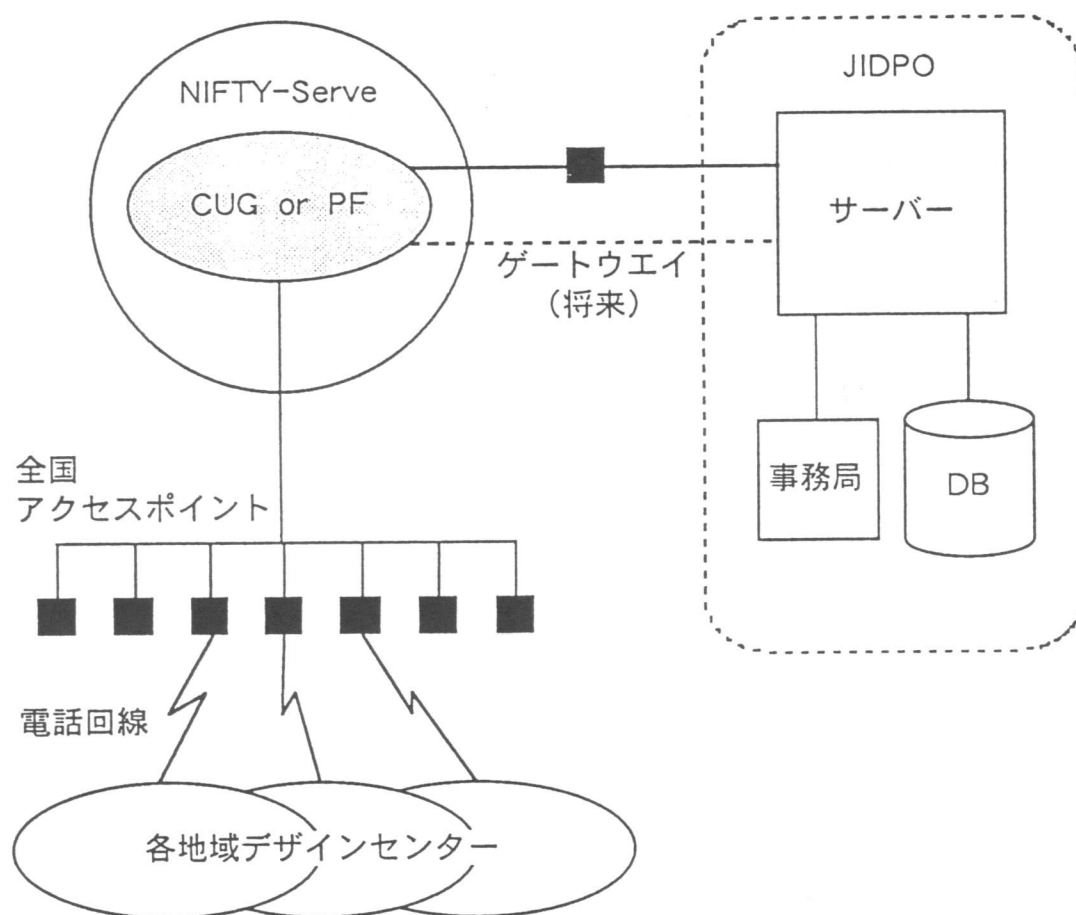 NIFTY-Serve
CUG or PF
JIDPO
サーバー
ゲートウエイ
（将来）
事務局
DB
全国
アクセスポイント
電話回線
各地域デザインセンター